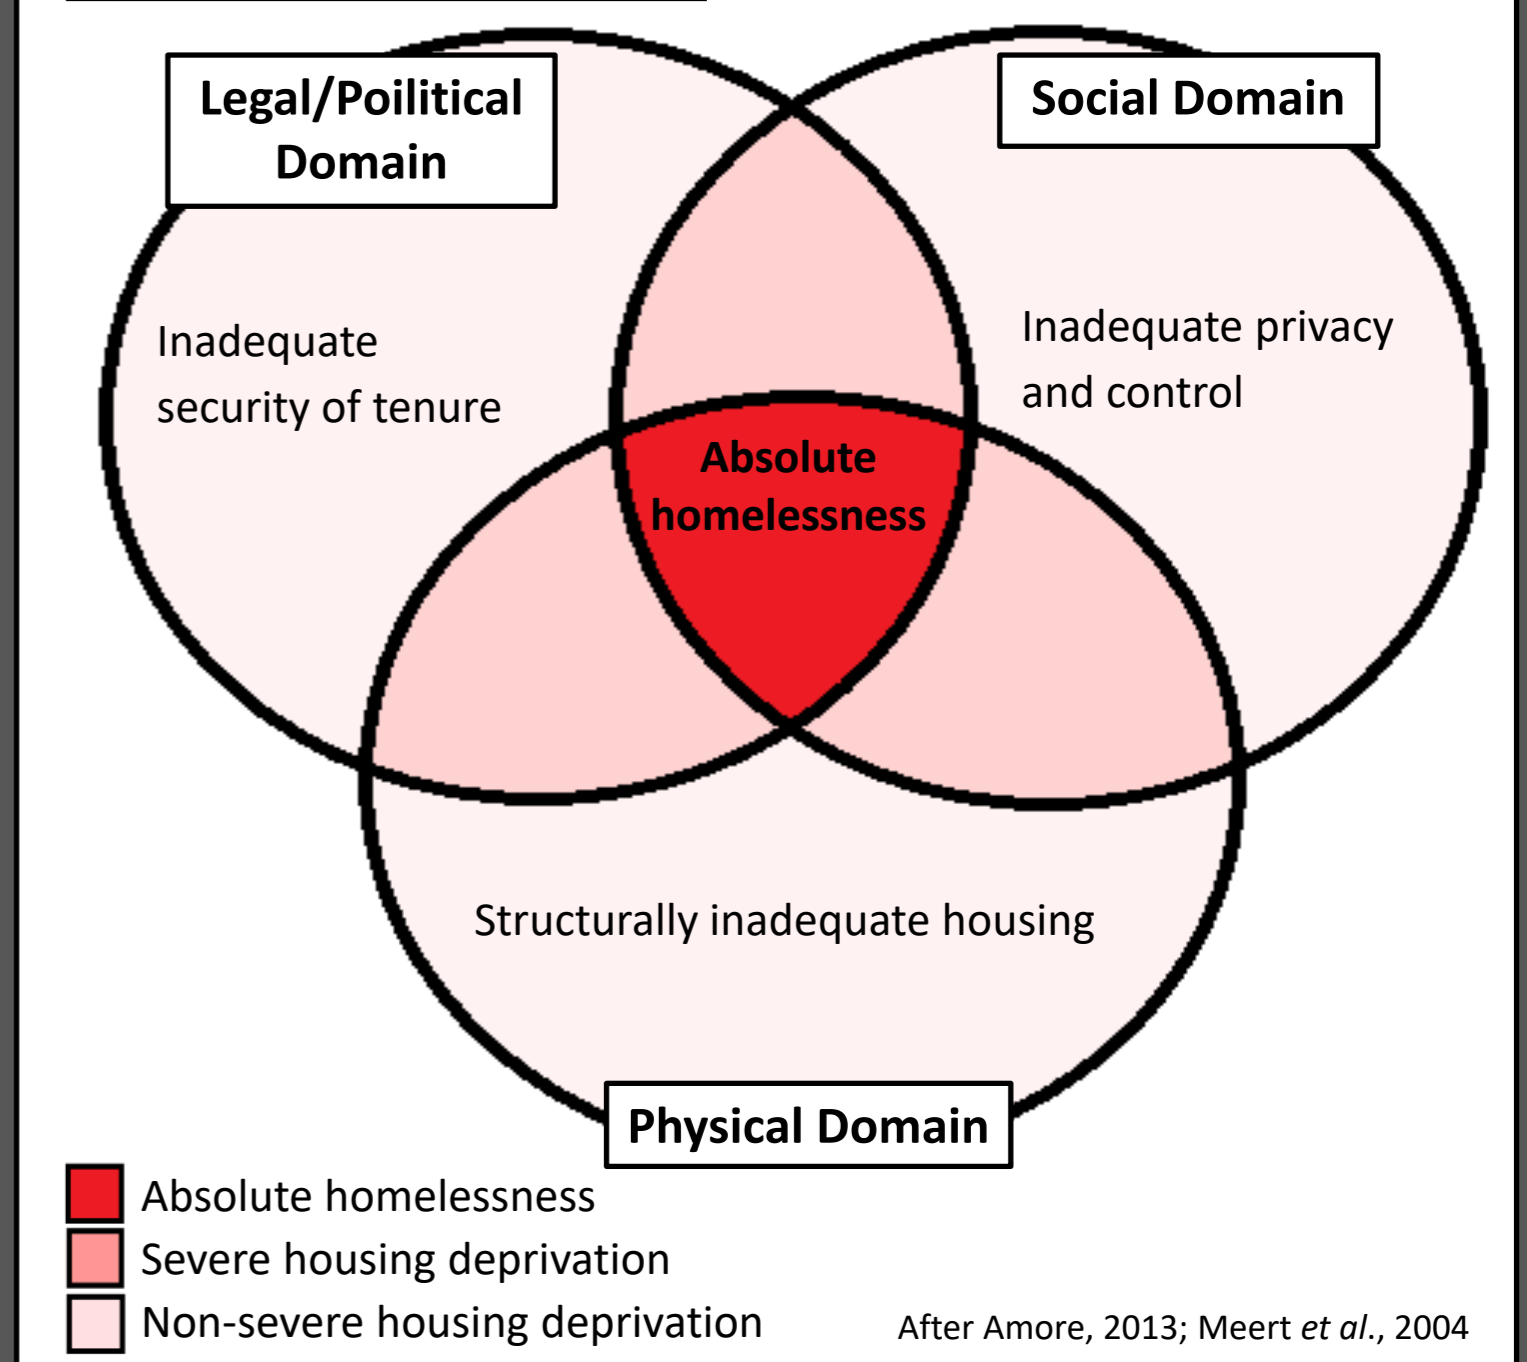 Legal/Poilitical
Domain
Social Domain
Inadequate
security of tenure
Inadequate privacy
and control
Absolute
homelessness
Structurally inadequate housing
Physical Domain
Absolute homelessness
Severe housing deprivation
Non-severe housing deprivation
After Amore, 2013; Meert et al., 2004